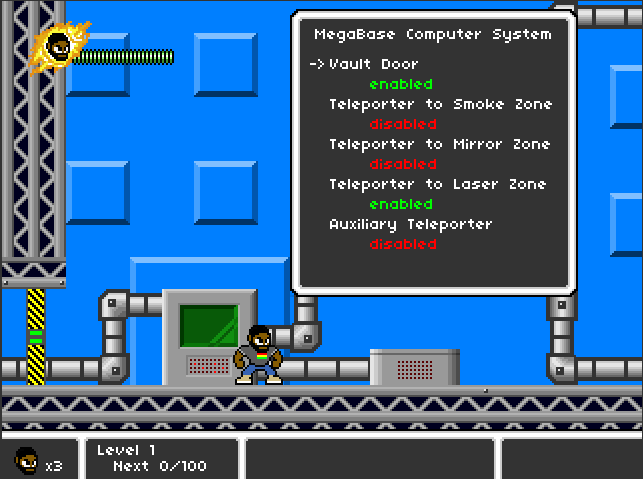 MegaBase Computer System
->Vault Door
enabled
Teleporter to Smoke Zone
disabled
Teleporter to Mirror Zone
disabled
Teleporter to Laser Zone
enabled
Auxiliary Teleporter
disabled
x3
Level 1
Next 0/100